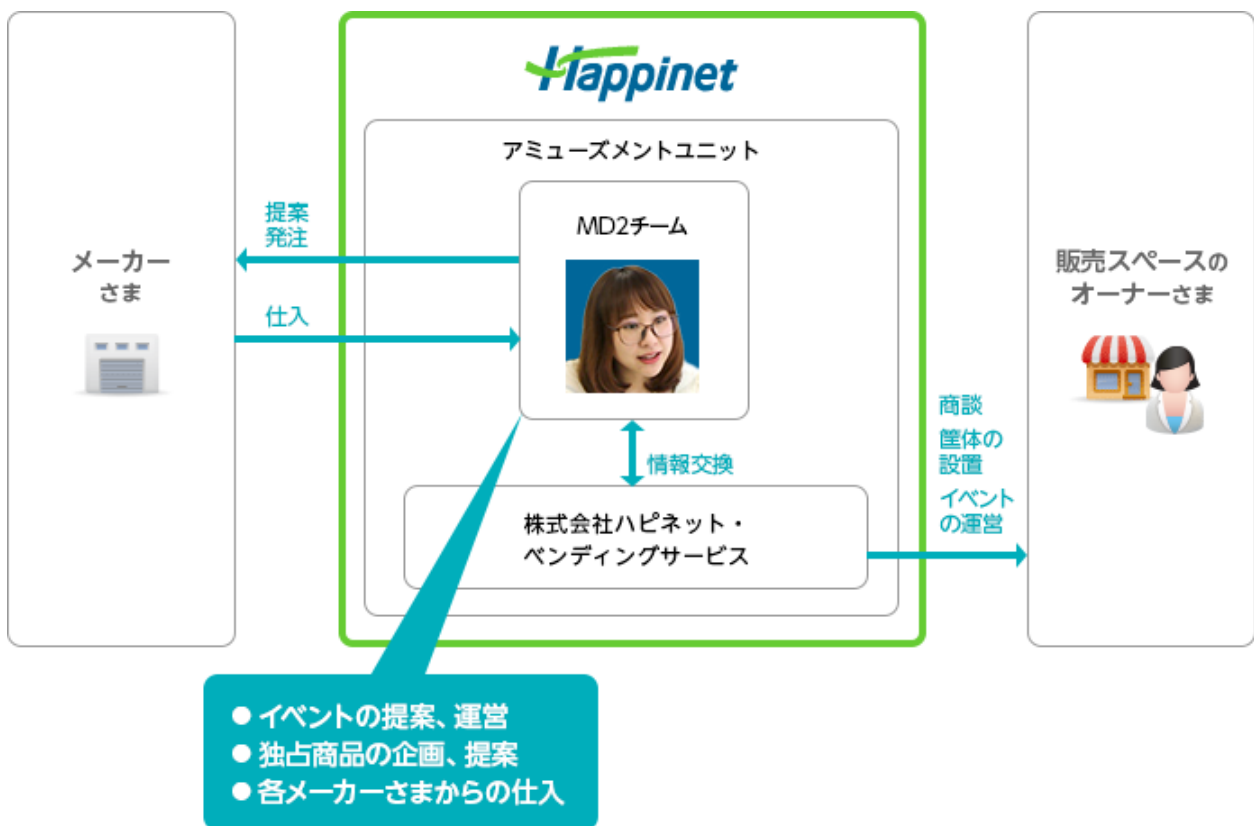 Happinet
アミューズメントユニット
MD2チーム
提案
発注
仕入
メーカー
さま
販売スペースの
オーナーさま
商談
筐体の
設置
イベント
の運営
情報交換
株式会社ハピネット・
ベンディングサービス
● イベントの提案、運営
● 独占商品の企画、提案
● 各メーカーさまからの仕入